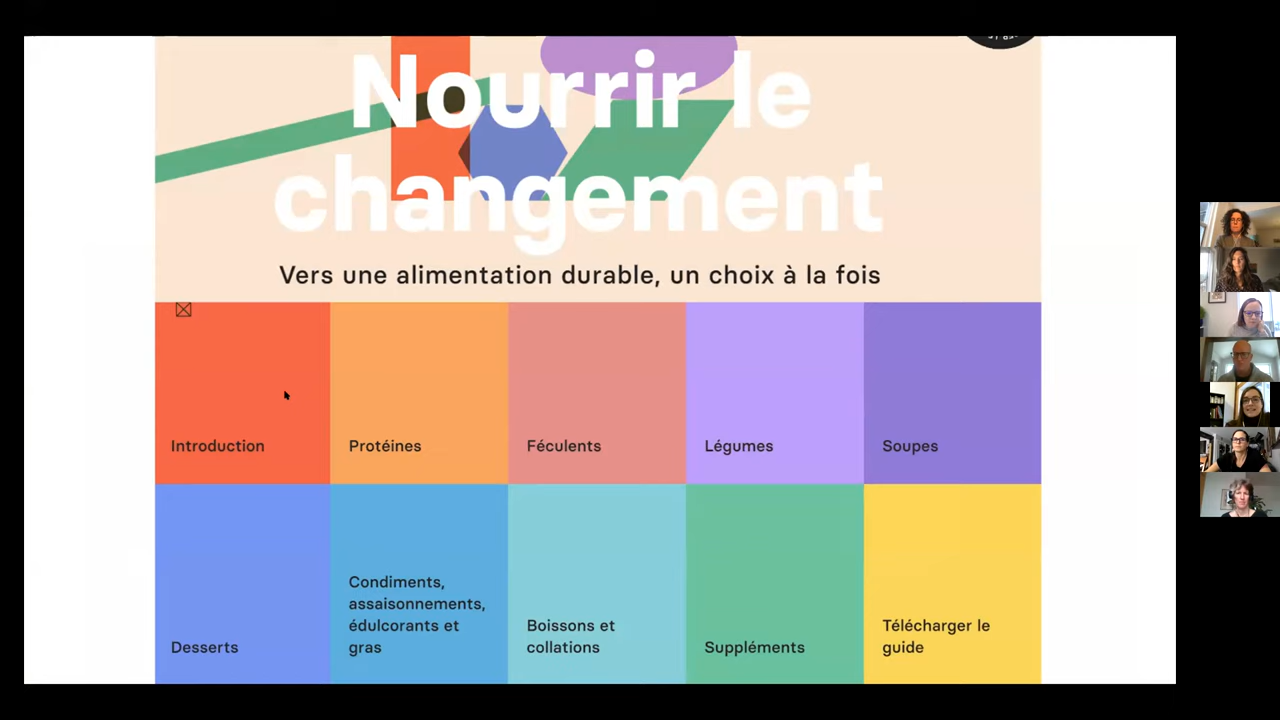 Nourrir le
changement
Vers une alimentation durable, un choix à la fois
Introduction
Protéines
Féculents
Légumes
Soupes
Desserts
Condiments,
assaisonnements,
édulcorants et
gras
Boissons et
collations
Suppléments
Télécharger le
guide